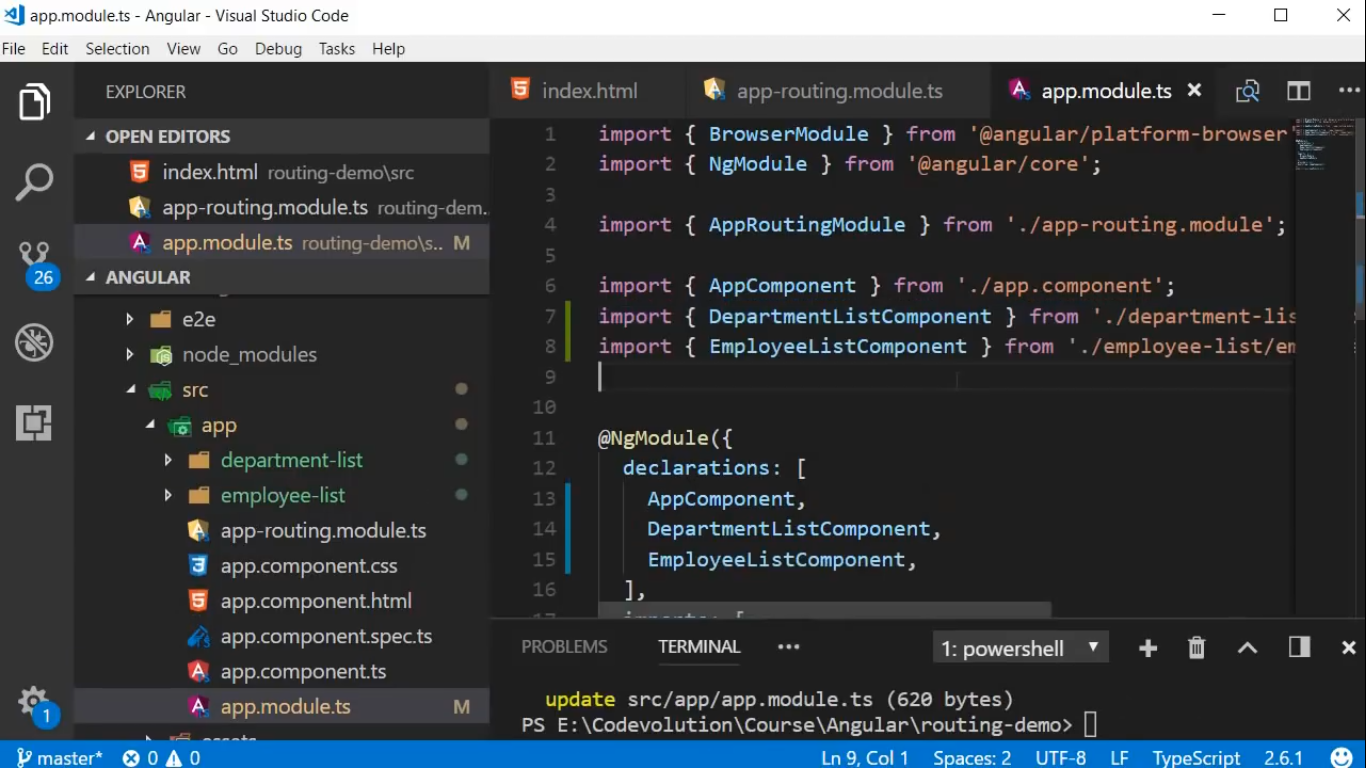 app.module.ts - Angular - Visual Studio Code
File Edit Selection View Go Debug Tasks Help
EXPLORER
OPEN EDITORS
index.html routing-demo\src
app-routing.module.ts routing-dem...
app.module.ts routing-demo\s.. M
26
ANGULAR
e2e
node_modules
src
app
department-list
employee-list
app-routing.module.ts
app.component.css
app.component.html
app.component.spec.ts
app.component.ts
app.module.ts M
1
index.html app-routing.module.ts app.module.ts
1 import { BrowserModule } from '@angular/platform-browser'
2 import { NgModule } from '@angular/core';
3
4 import { AppRoutingModule } from './app-routing.module';
5
6 import { AppComponent } from './app.component';
7 import { DepartmentListComponent } from './department-lis
8 import { EmployeeListComponent } from './employee-list/em
9
10
11 @NgModule({
12 declarations: [
13 AppComponent,
14 DepartmentListComponent,
15 EmployeeListComponent,
16 ],
17 imports: [
PROBLEMS TERMINAL ••• 1: powershell
update src/app/app.module.ts (620 bytes)
PS E:\Codevolution\Course\Angular\routing-demo>
master* 0 0 Ln 9, Col 1 Spaces: 2 UTF-8 LF TypeScript 2.6.1